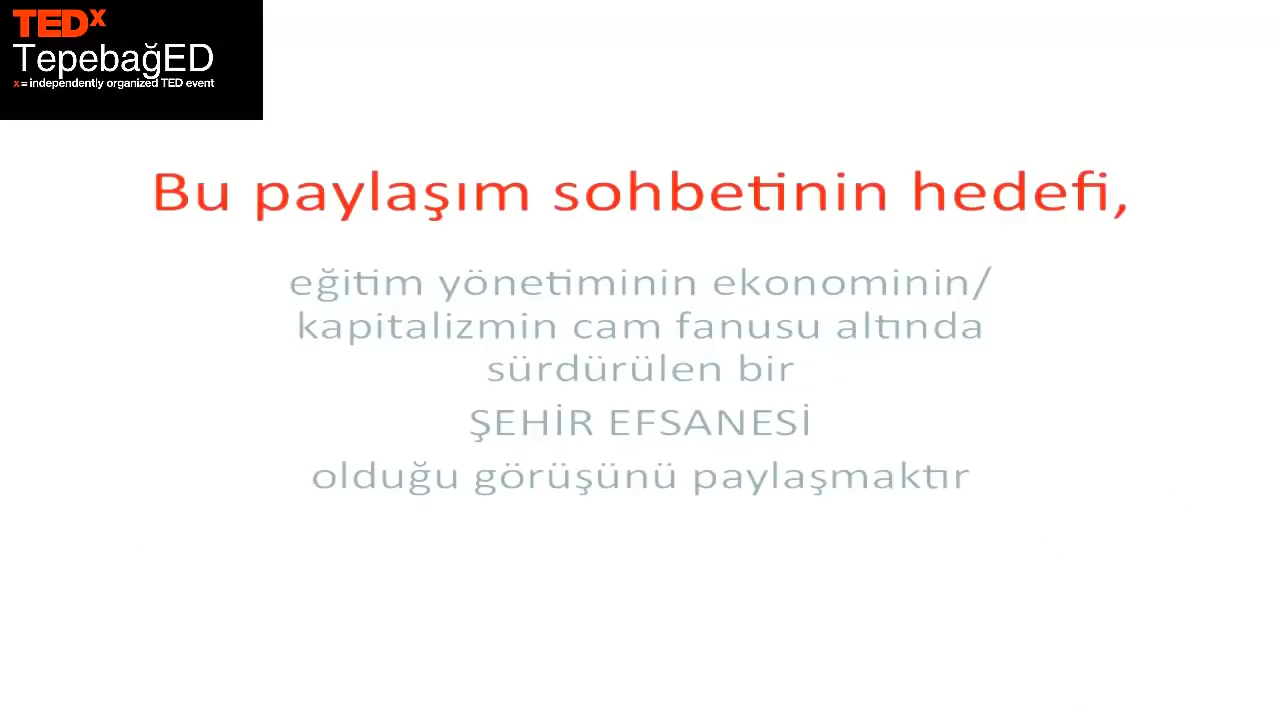 TEDx
TepebağED
x=independently organized TED event
Bu paylaşım sohbetinin hedefi,
eğitim yönetiminin ekonominin/
kapitalizmin cam fanusu altında
sürdürülen bir
ŞEHİR EFSANESİ
olduğu görüşünü paylaşmaktır